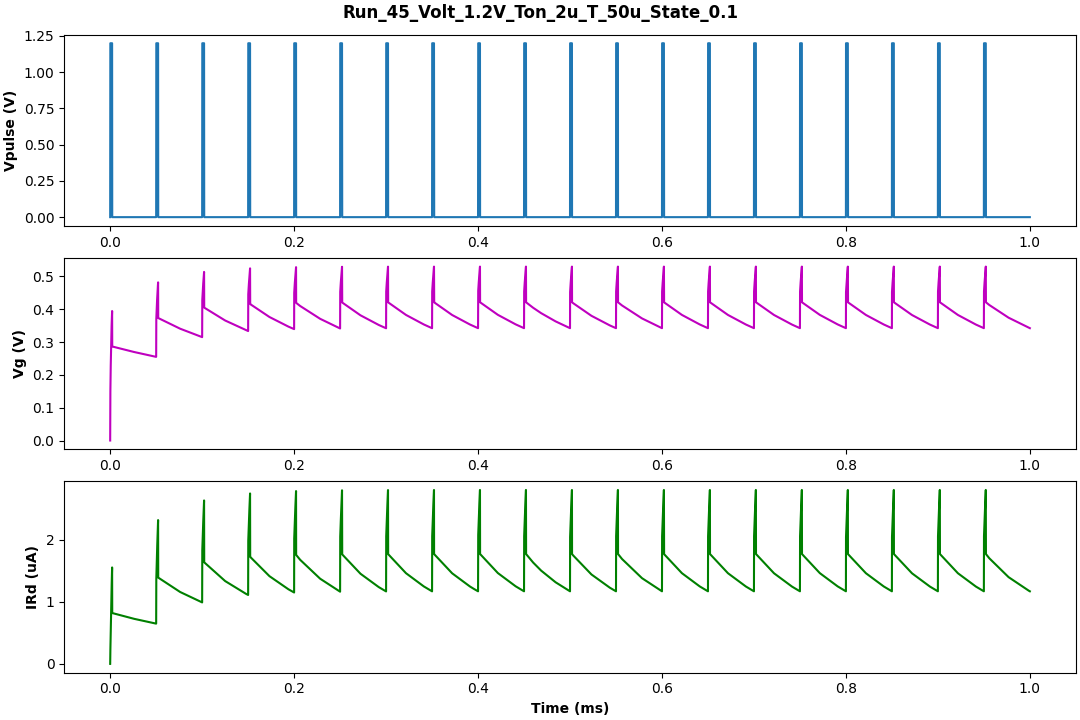 Run_45_Volt_1.2V_Ton_2u_T_50u_State_0.1
Vpulse (V)
1.25
1.00
0.75
0.50
0.25
0.00
0.0 0.2 0.4 0.6 0.8 1.0
Vg (V)
0.5
0.4
0.3
0.2
0.1
0.0
0.0 0.2 0.4 0.6 0.8 1.0
IRd (uA)
2
1
0
0.0 0.2 0.4 0.6 0.8 1.0
Time (ms)